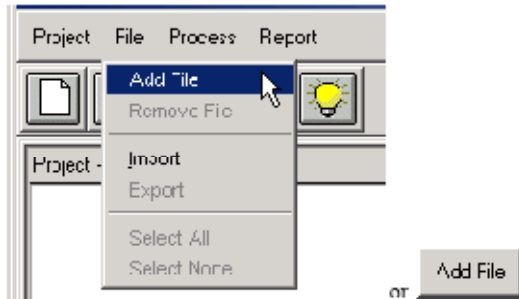 Project File Process Report
Add File
Remove File
Import
Project -
Export
Select All
Select None
or
Add File